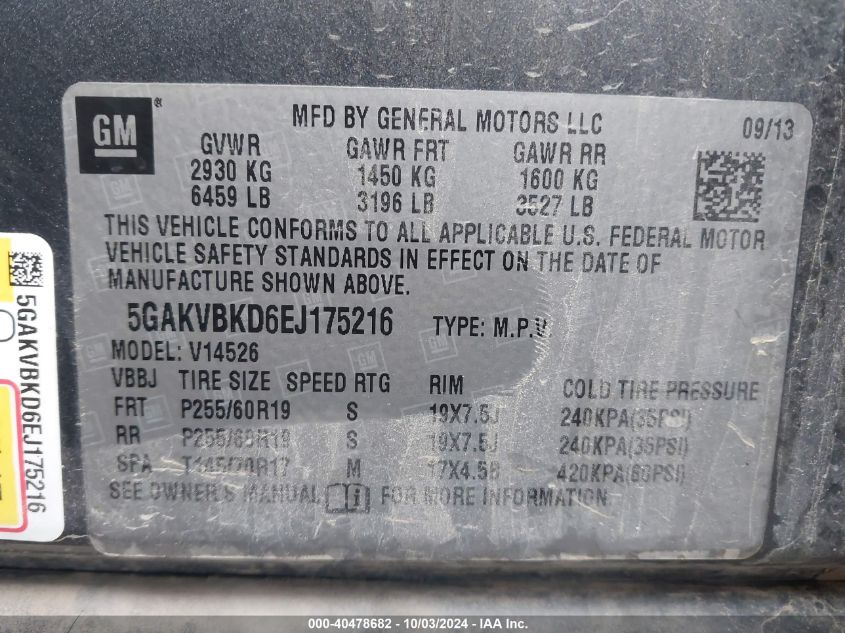 GM
®
MFD BY GENERAL MOTORS LLC
09/13
GVWR GAWR FRT GAWR RR
2930 KG 1450 KG 1600 KG
6459 LB 3196 LB 3527 LB
THIS VEHICLE CONFORMS TO ALL APPLICABLE U.S. FEDERAL MOTOR
VEHICLE SAFETY STANDARDS IN EFFECT ON THE DATE OF
MANUFACTURE SHOWN ABOVE.
5GAKVBKD6EJ175216 TYPE: M.P.V.
MODEL: V14526
VBBJ TIRE SIZE SPEED RTG RIM COLD TIRE PRESSURE
FRT P255/60R19 S 19X7.5J 240KPA(35PSI)
RR P255/60R19 S 19X7.5J 240KPA(35PSI)
SPA T145/70R17 M 17X4.5B 420KPA(60PSI)
SEE OWNER'S MANUAL FOR MORE INFORMATION.
5GAKVBKD6EJ175216
000-40478682 - 10/03/2024 - IAA Inc.